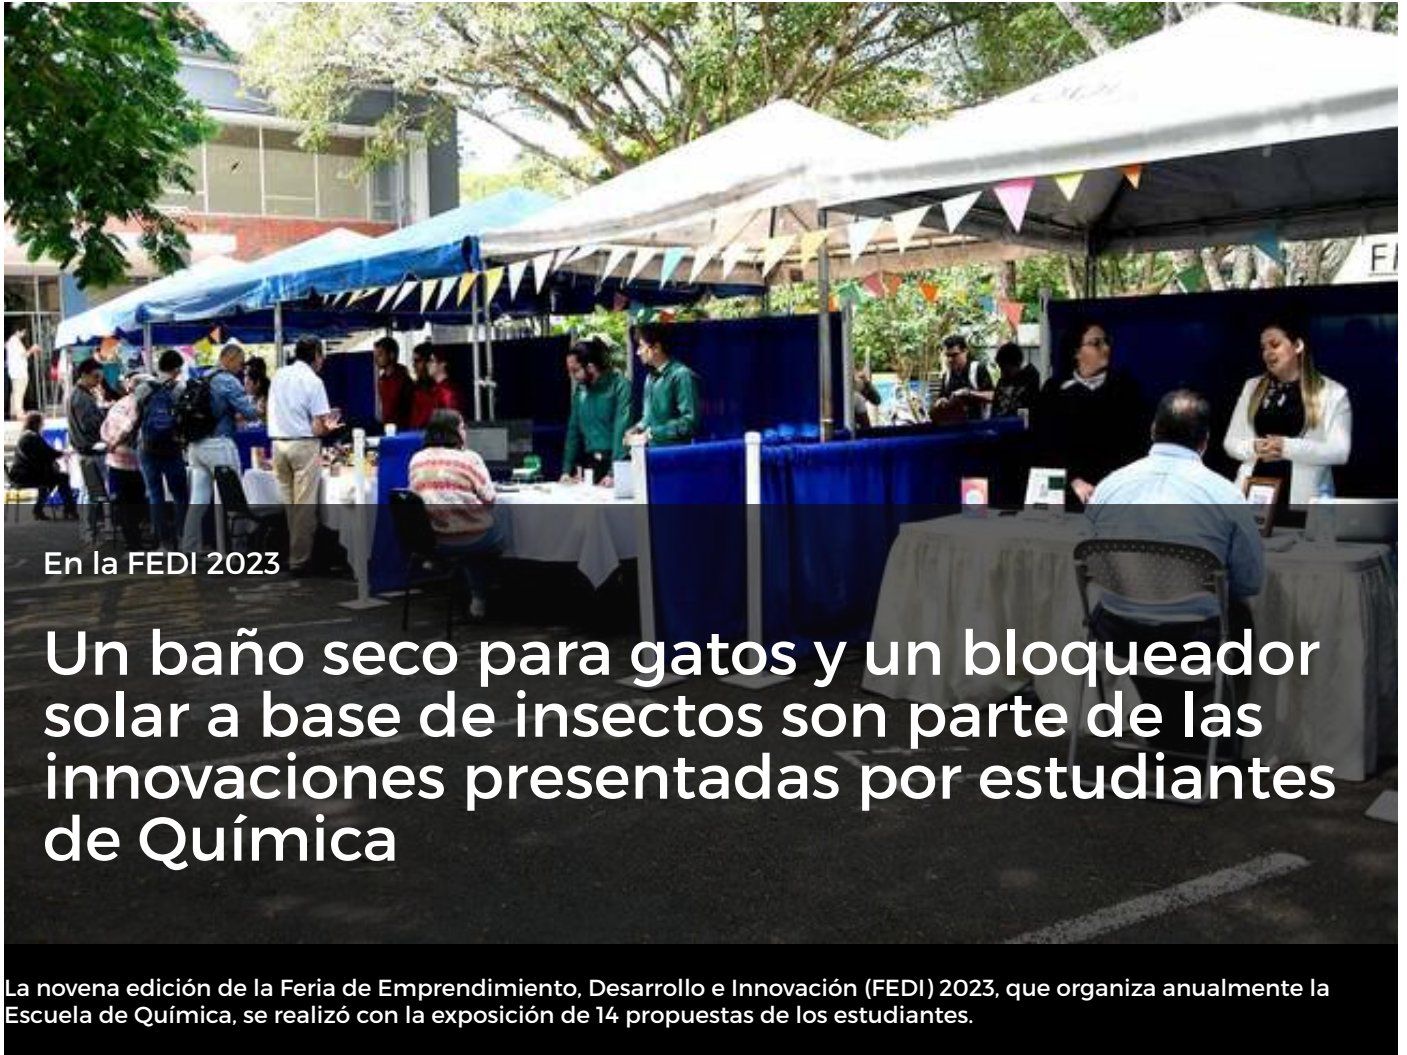 En la FEDI 2023
Un baño seco para gatos y un bloqueador
solar a base de insectos son parte de las
innovaciones presentadas por estudiantes
de Química
La novena edición de la Feria de Emprendimiento, Desarrollo e Innovación (FEDI) 2023, que organiza anualmente la
Escuela de Química, se realizó con la exposición de 14 propuestas de los estudiantes.